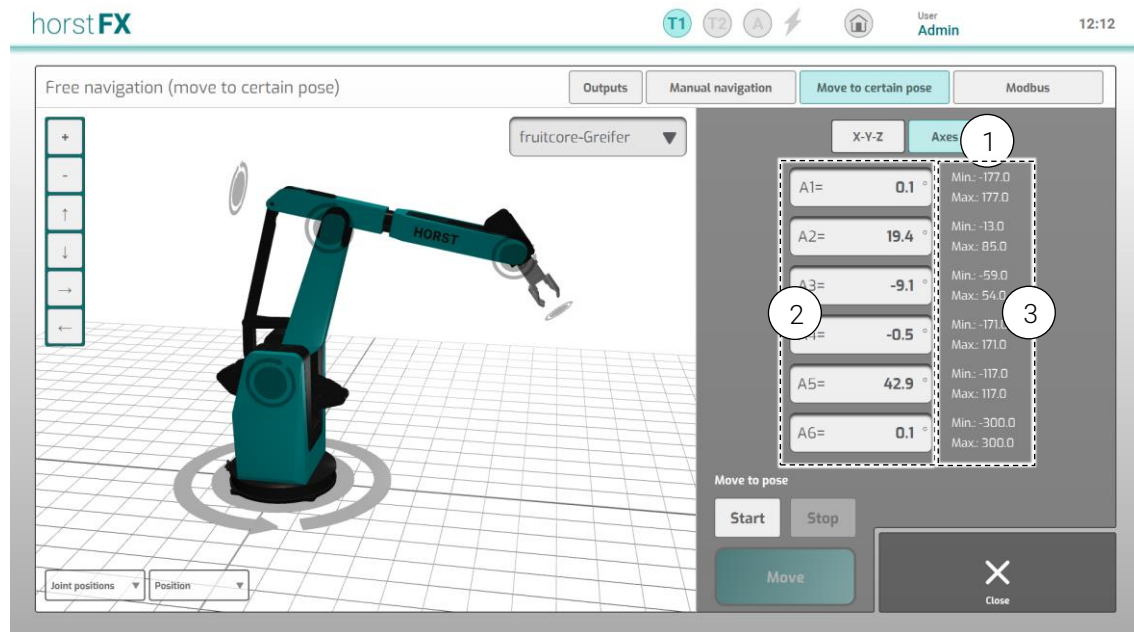 horstFX
T1 T2 A
User
Admin
12:12
Free navigation (move to certain pose)
Outputs
Manual navigation
Move to certain pose
Modbus
+
-
↑
↓
→
←
fruitcore-Greifer ▼
X-Y-Z
Axes
1
A1= 0.1 °
Min.: -177.0
Max.: 177.0
A2= 19.4 °
Min.: -13.0
Max.: 85.0
A3= -9.1 °
Min.: -59.0
Max.: 54.0
2
3
-0.5 °
Min.: -171.0
Max.: 171.0
A5= 42.9 °
Min.: -117.0
Max.: 117.0
A6= 0.1 °
Min.: -300.0
Max.: 300.0
HORST
Move to pose
Start
Stop
Move
Joint positions ▼
Position ▼
Close